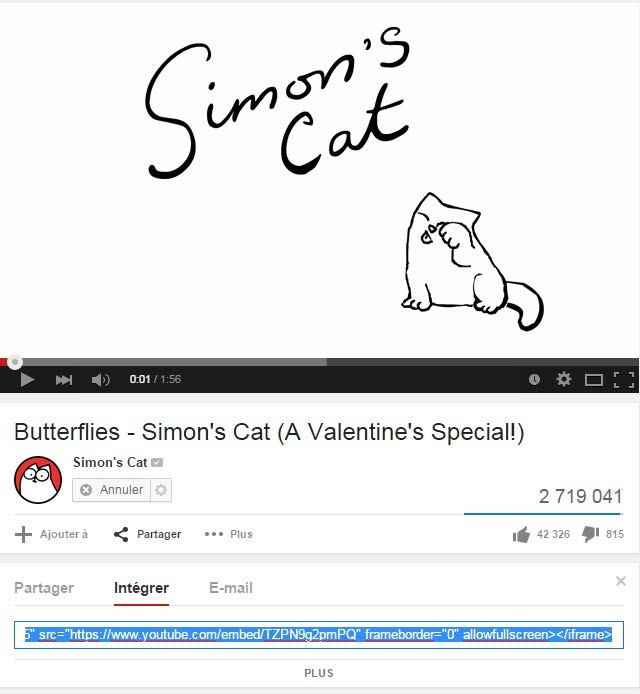 Simon's
Cat
0:01 / 1:56
Butterflies - Simon's Cat (A Valentine's Special!)
Simon's Cat
Annuler
2 719 041
Ajouter à
Partager
Plus
42 326
815
Partager
Intégrer
E-mail
5" src="https://www.youtube.com/embed/TZPN9g2pmPQ" frameborder="0" allowfullscreen></iframe>
PLUS